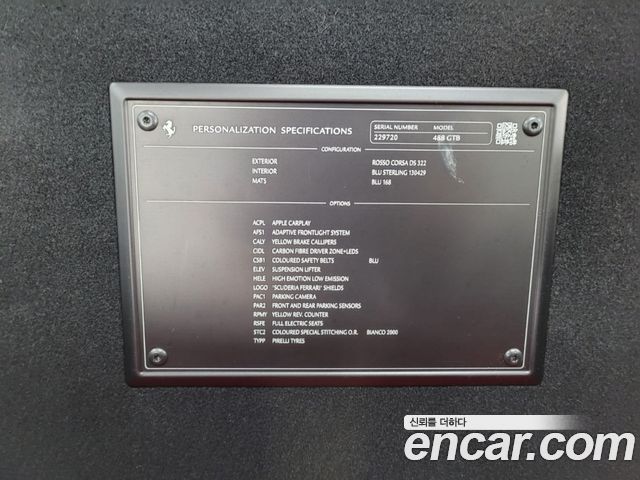 PERSONALIZATION SPECIFICATIONS
SERIAL NUMBER MODEL
229720 488 GTB
CONFIGURATION
EXTERIOR ROSSO CORSA DS 322
INTERIOR BLU STERLING 130429
MATS BLU 168
OPTIONS
ACPL APPLE CARPLAY
AFS1 ADAPTIVE FRONTLIGHT SYSTEM
CALY YELLOW BRAKE CALLIPERS
CIDL CARBON FIBRE DRIVER ZONE+LEDS
CSB1 COLOURED SAFETY BELTS BLU
ELEV SUSPENSION LIFTER
HELE HIGH EMOTION LOW EMISSION
LOGO "SCUDERIA FERRARI" SHIELDS
PAC1 PARKING CAMERA
PAR2 FRONT AND REAR PARKING SENSORS
RPMY YELLOW REV. COUNTER
RSFE FULL ELECTRIC SEATS
STC2 COLOURED SPECIAL STITCHING O.R. BIANCO 2800
TYPP PIRELLI TYRES
신뢰를 더하다
encar.com